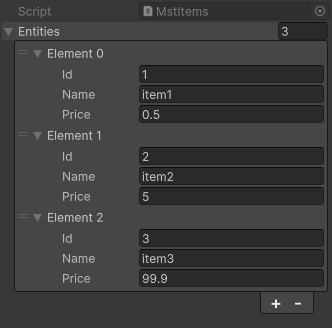 Script MstItems
Entities 3
Element 0
Id 1
Name item1
Price 0.5
Element 1
Id 2
Name item2
Price 5
Element 2
Id 3
Name item3
Price 99.9
+ -